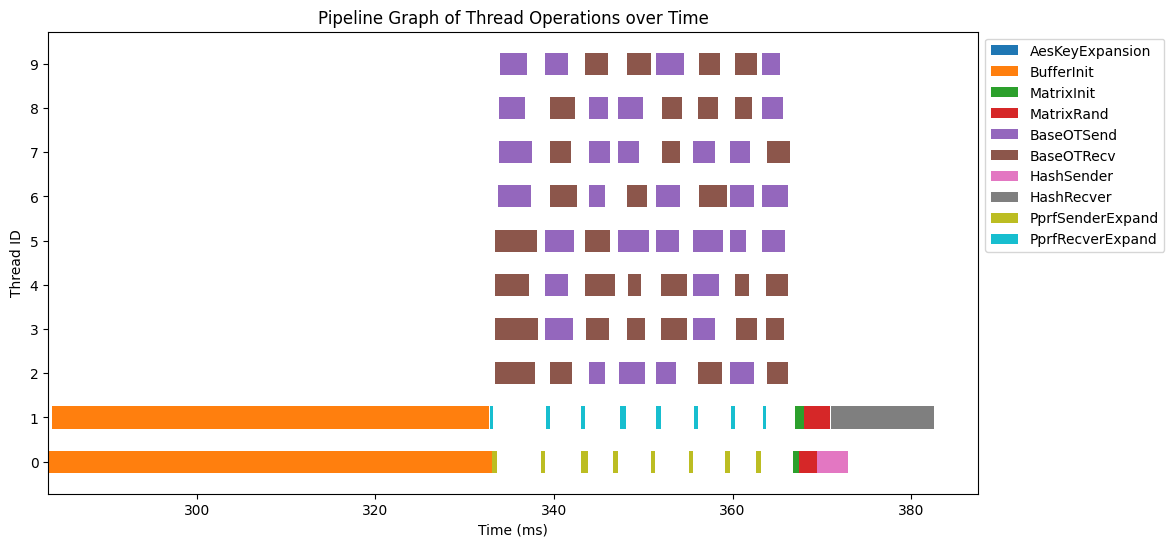 Pipeline Graph of Thread Operations over Time
9
8
7
6
5
4
3
2
1
0
Thread ID
300
320
340
360
380
Time (ms)
AesKeyExpansion
BufferInit
MatrixInit
MatrixRand
BaseOTSend
BaseOTRecv
HashSender
HashRecver
PprfSenderExpand
PprfRecverExpand